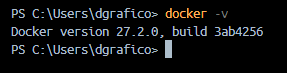 PS C:\Users\dgrafico> docker -v
Docker version 27.2.0, build 3ab4256
PS C:\Users\dgrafico>